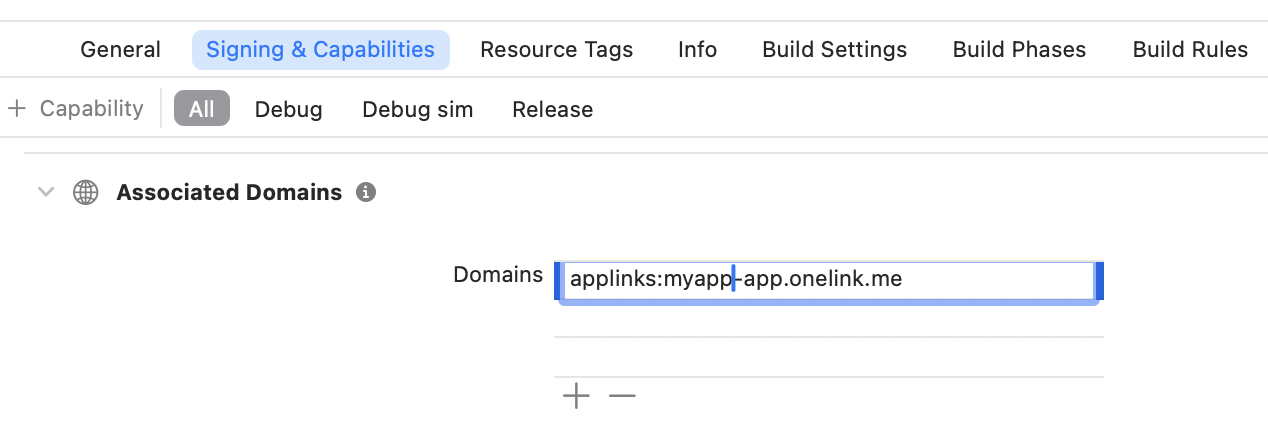 General Signing & Capabilities Resource Tags Info Build Settings Build Phases Build Rules
+ Capability All Debug Debug sim Release
Associated Domains
Domains applinks:myapp-app.onelink.me